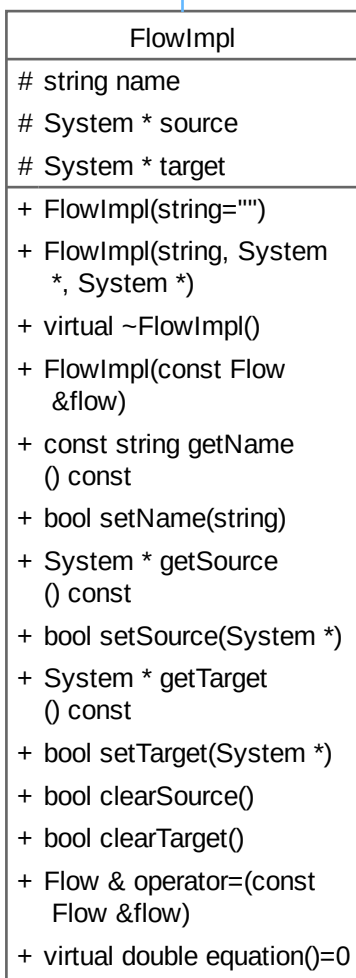 FlowImpl
# string name
# System * source
# System * target
+ FlowImpl(string="")
+ FlowImpl(string, System
*, System *)
+ virtual ~FlowImpl()
+ FlowImpl(const Flow
&flow)
+ const string getName
() const
+ bool setName(string)
+ System * getSource
() const
+ bool setSource(System *)
+ System * getTarget
() const
+ bool setTarget(System *)
+ bool clearSource()
+ bool clearTarget()
+ Flow & operator=(const
Flow &flow)
+ virtual double equation()=0